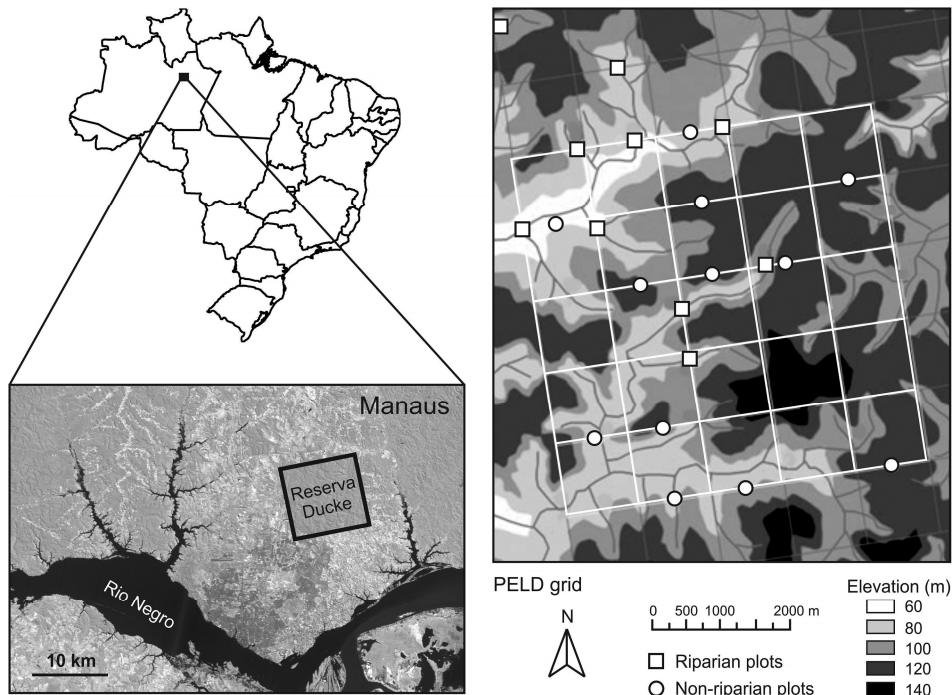 Manaus
Reserva
Ducke
Rio Negro
10 km
PELD grid
N
0 500 1000 2000 m
Riparian plots
Non-riparian plots
Elevation (m)
60
80
100
120
140